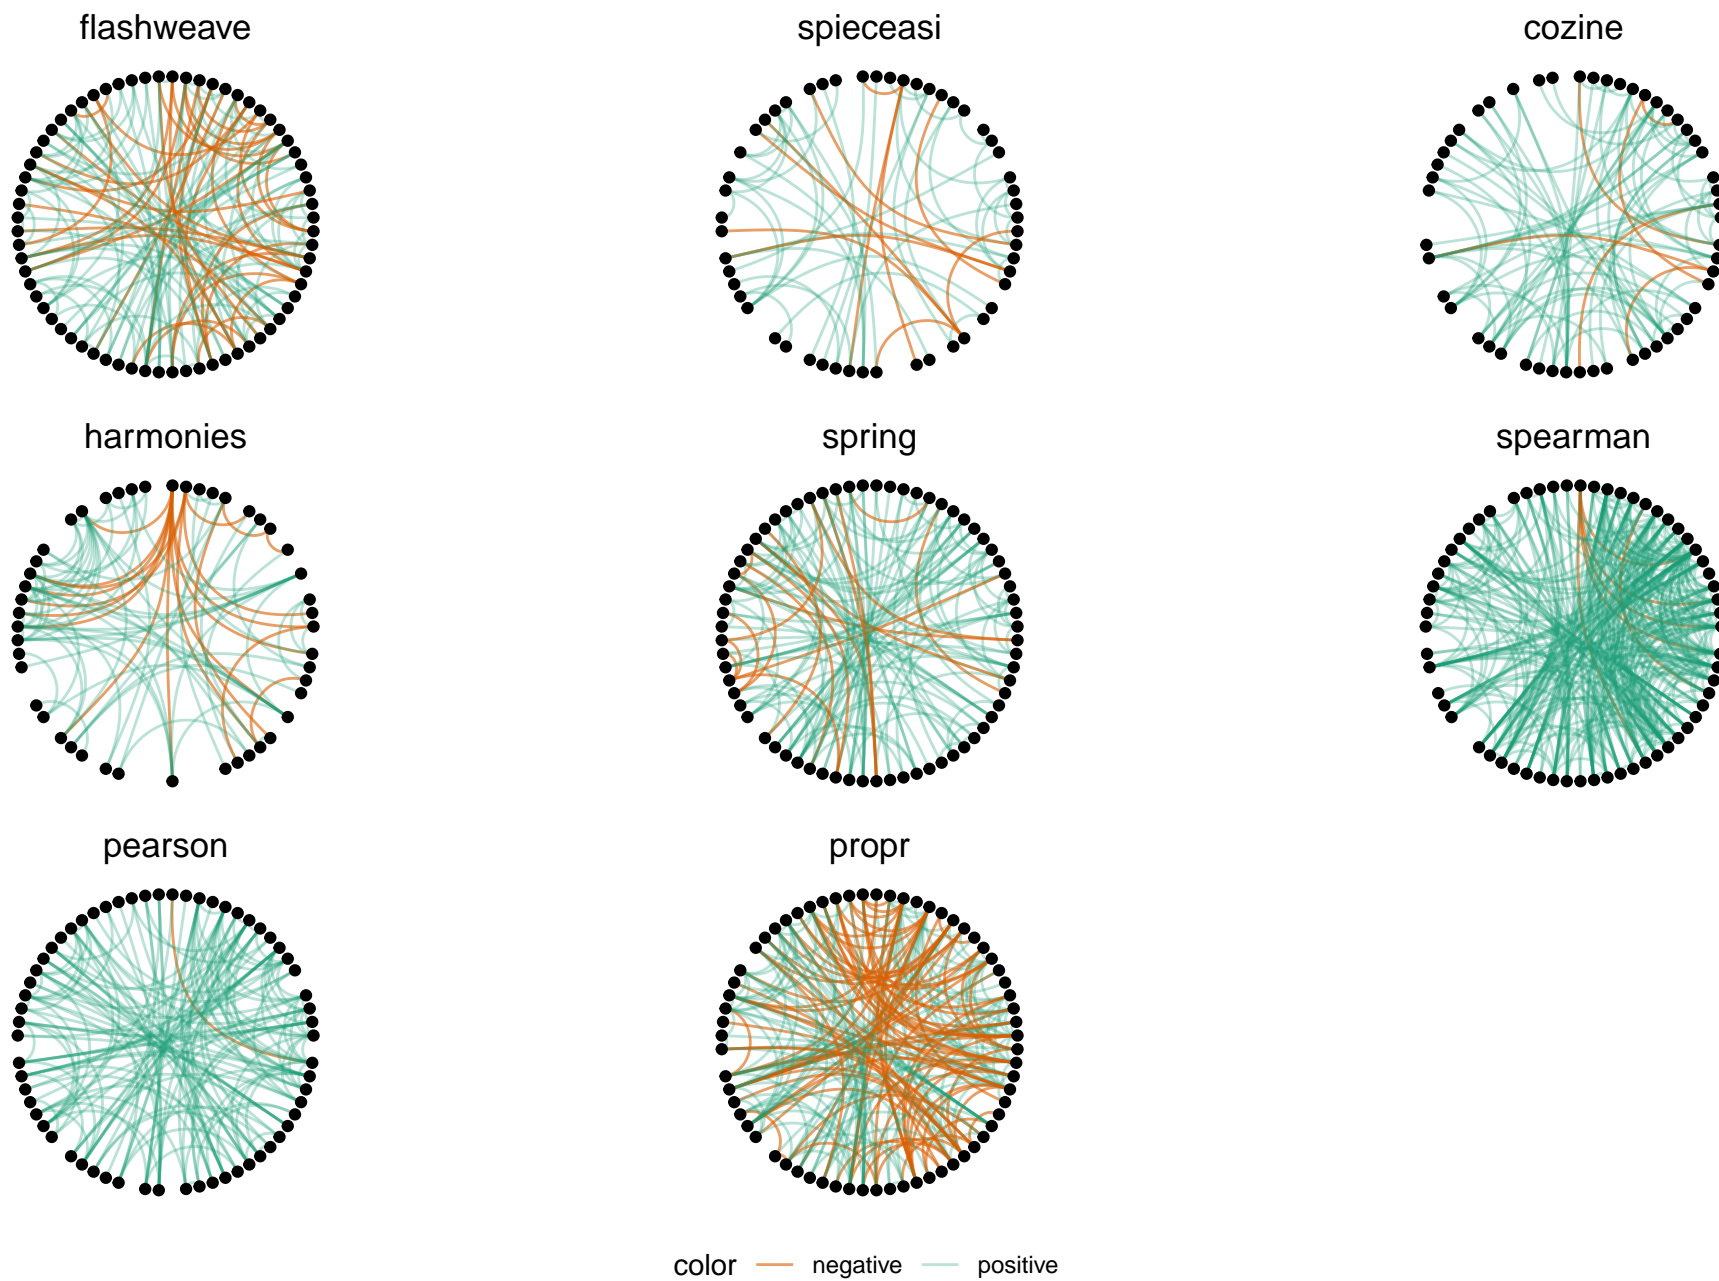 flashweave
spieceasi
cozine
harmonies
spring
spearman
pearson
propr
color negative positive